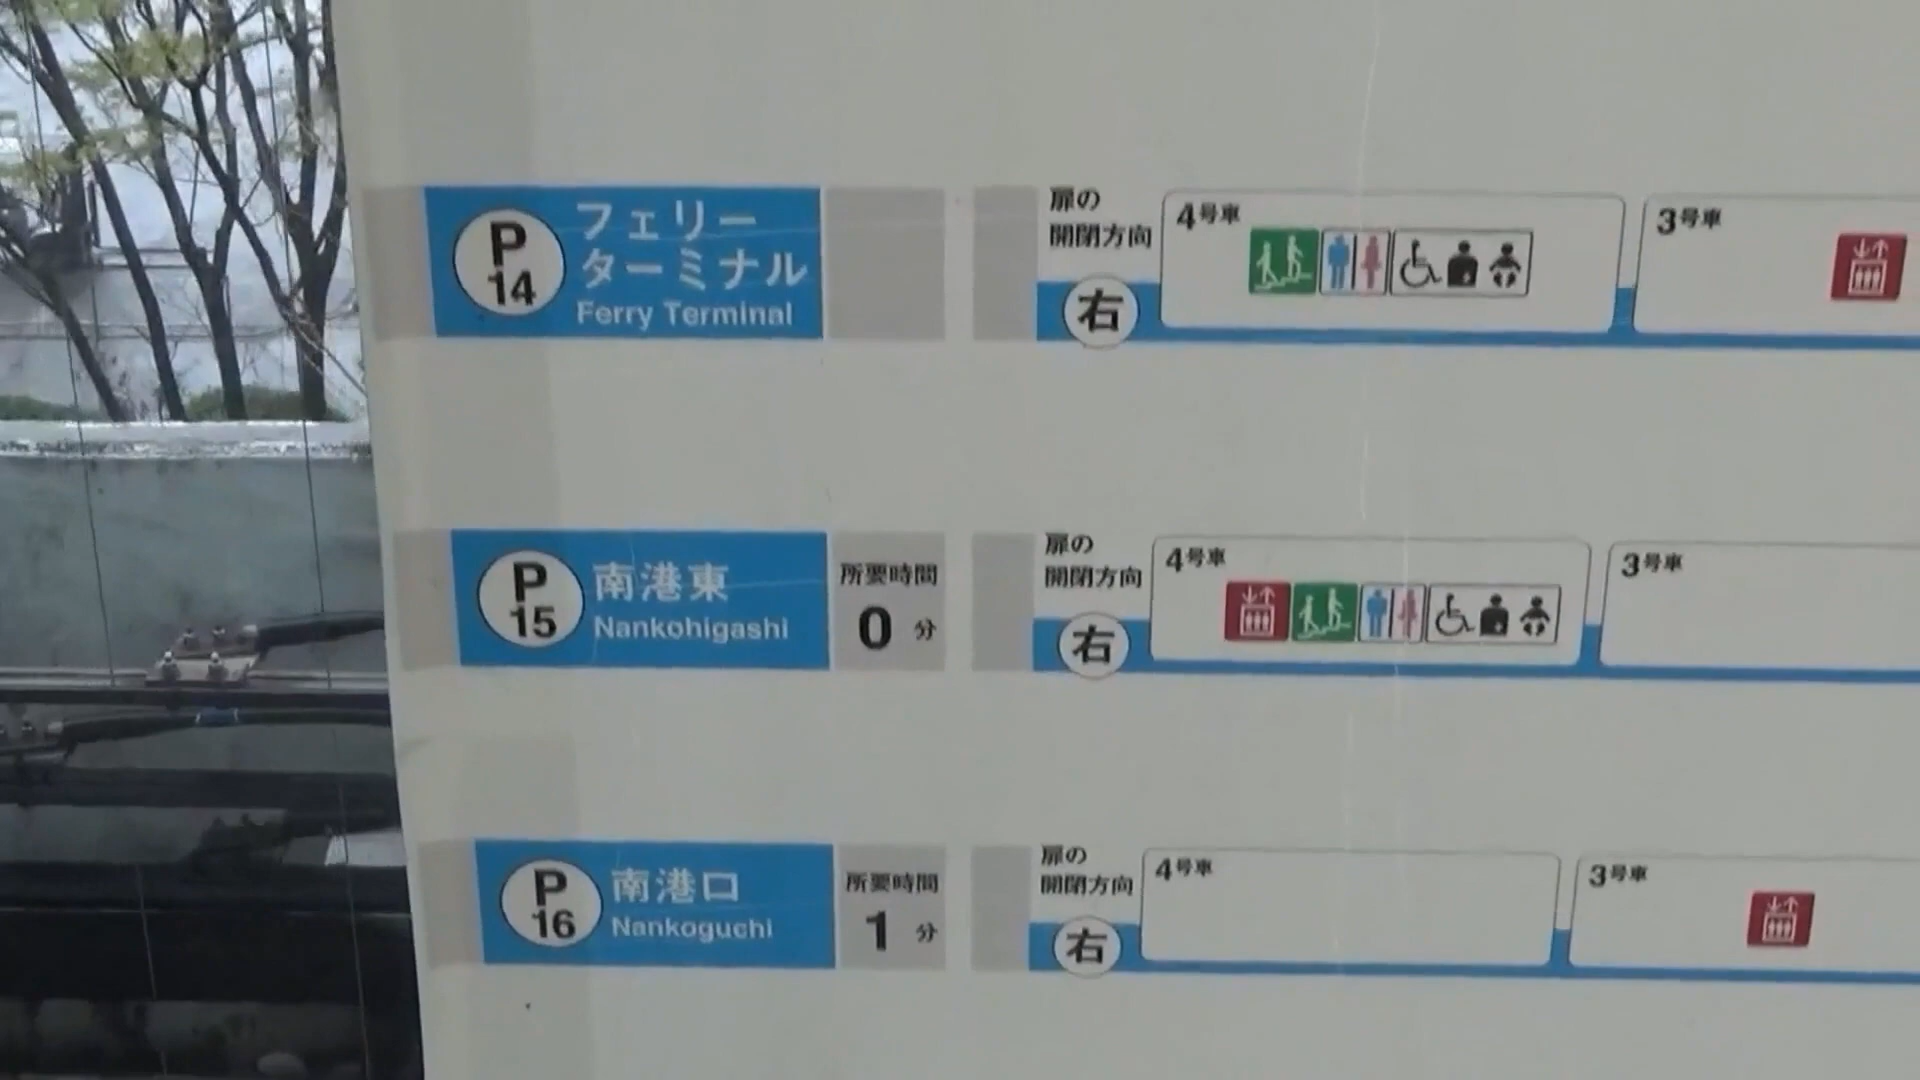 P
14
フェリー
ターミナル
Ferry Terminal
扉の
開閉方向
右
4号車
3号車
P
15
南港東
Nankohigashi
所要時間
0 分
扉の
開閉方向
右
4号車
3号車
P
16
南港口
Nankoguchi
所要時間
1 分
扉の
開閉方向
右
4号車
3号車